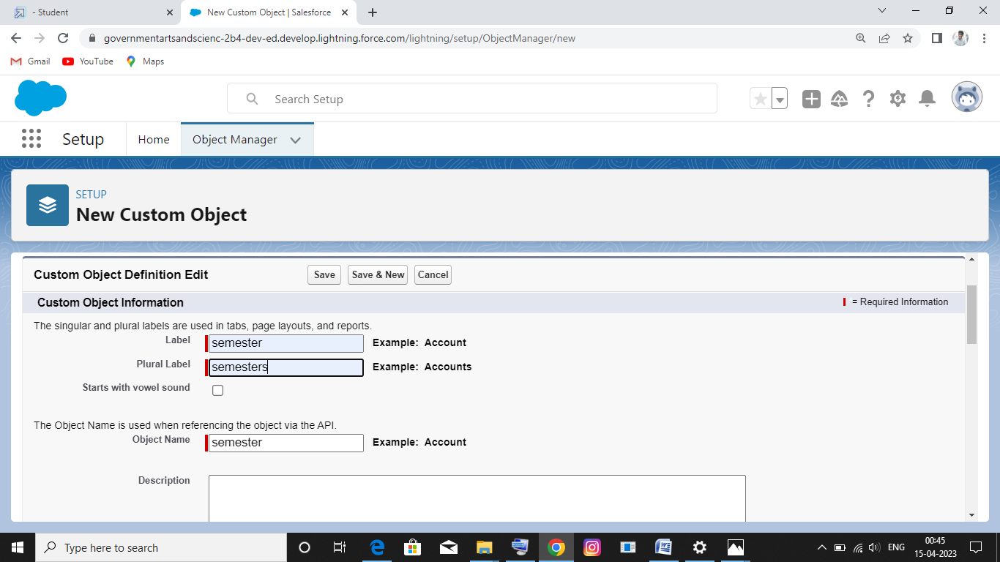 - Student
New Custom Object | Salesforce
governmentartsandscienc-2b4-dev-ed.develop.lightning.force.com/lightning/setup/ObjectManager/new
Gmail YouTube Maps
Search Setup
Setup Home Object Manager
SETUP
New Custom Object
Custom Object Definition Edit Save Save & New Cancel
Custom Object Information = Required Information
The singular and plural labels are used in tabs, page layouts, and reports.
Label semester Example: Account
Plural Label semesters Example: Accounts
Starts with vowel sound
The Object Name is used when referencing the object via the API.
Object Name semester Example: Account
Description
Type here to search
ENG
00:45
15-04-2023